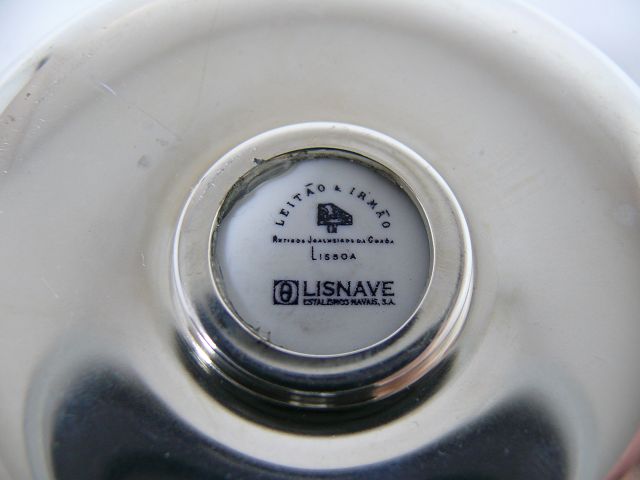 LEITÃO & IRMÃO
ANTIGOS JOALHEIROS DA COROA
LISBOA
LISNAVE
ESTALEIROS NAVAIS, S.A.